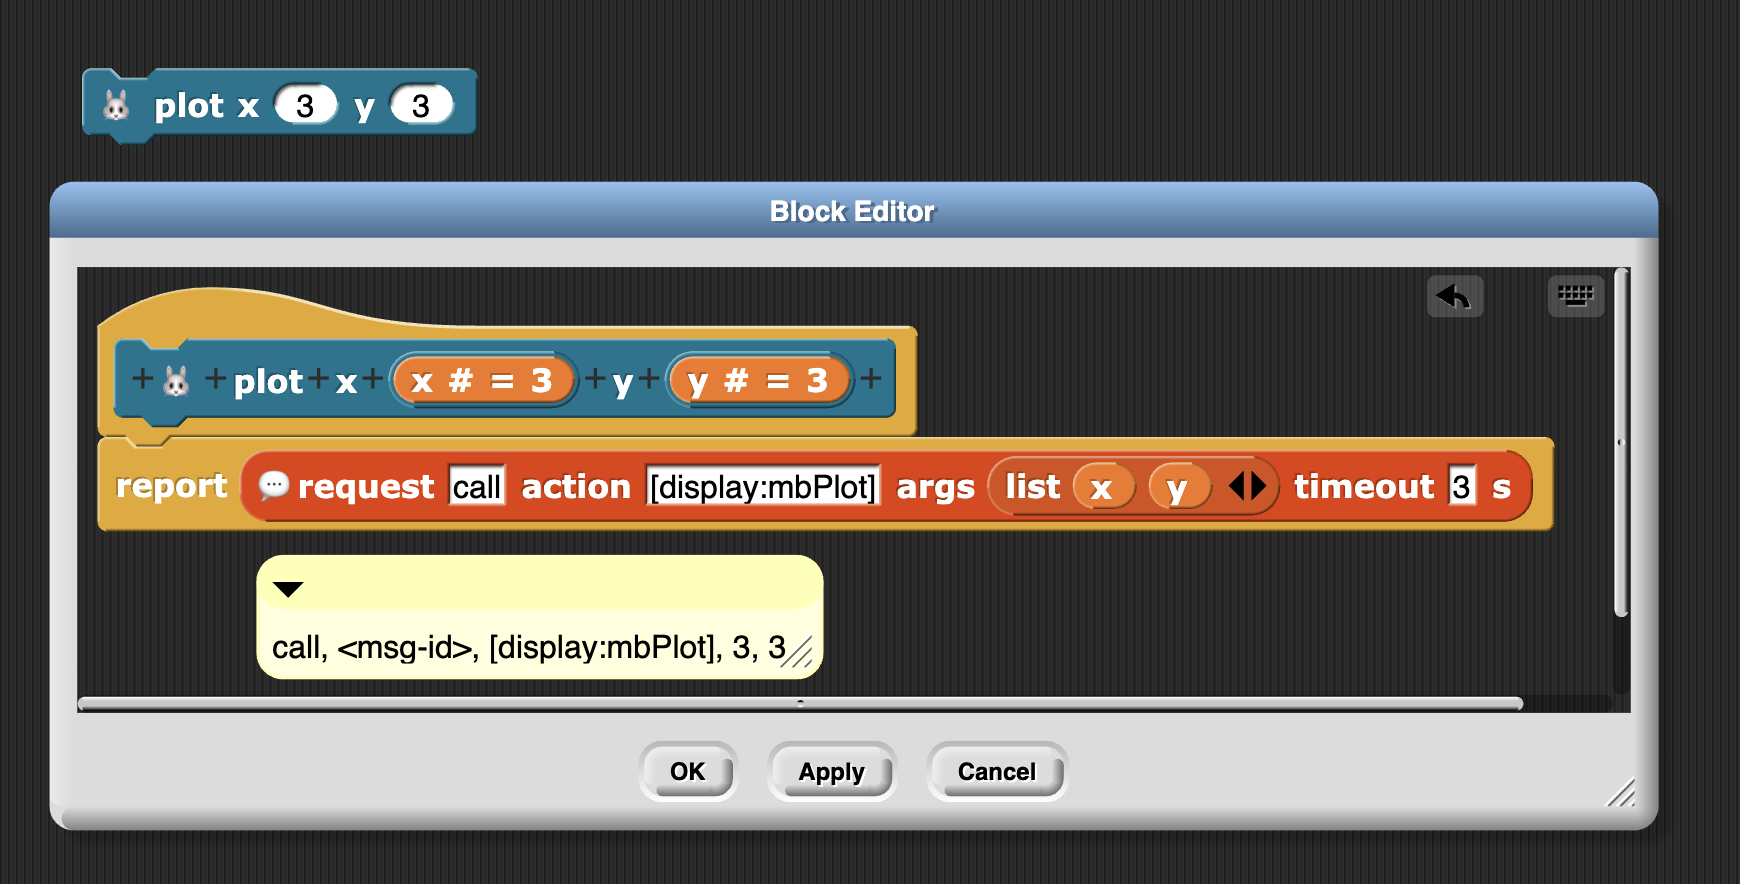 plot x 3 y 3
Block Editor
+ + plot + x + x # = 3 + y + y # = 3 +
report request call action [display:mbPlot] args list x y timeout 3 s
call, <msg-id>, [display:mbPlot], 3, 3
OK Apply Cancel